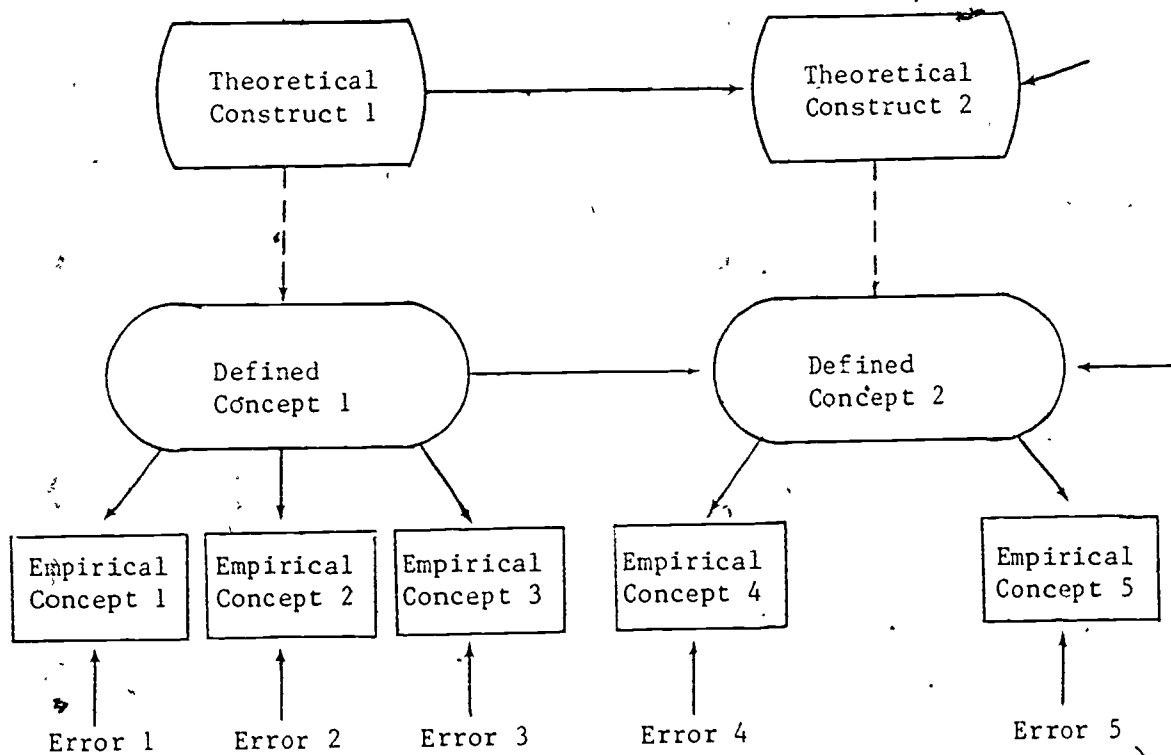 Theoretical
Construct 1
Theoretical
Construct 2
Defined
Concept 1
Defined
Concept 2
Empirical
Concept 1
Empirical
Concept 2
Empirical
Concept 3
Empirical
Concept 4
Empirical
Concept 5
Error 1
Error 2
Error 3
Error 4
Error 5